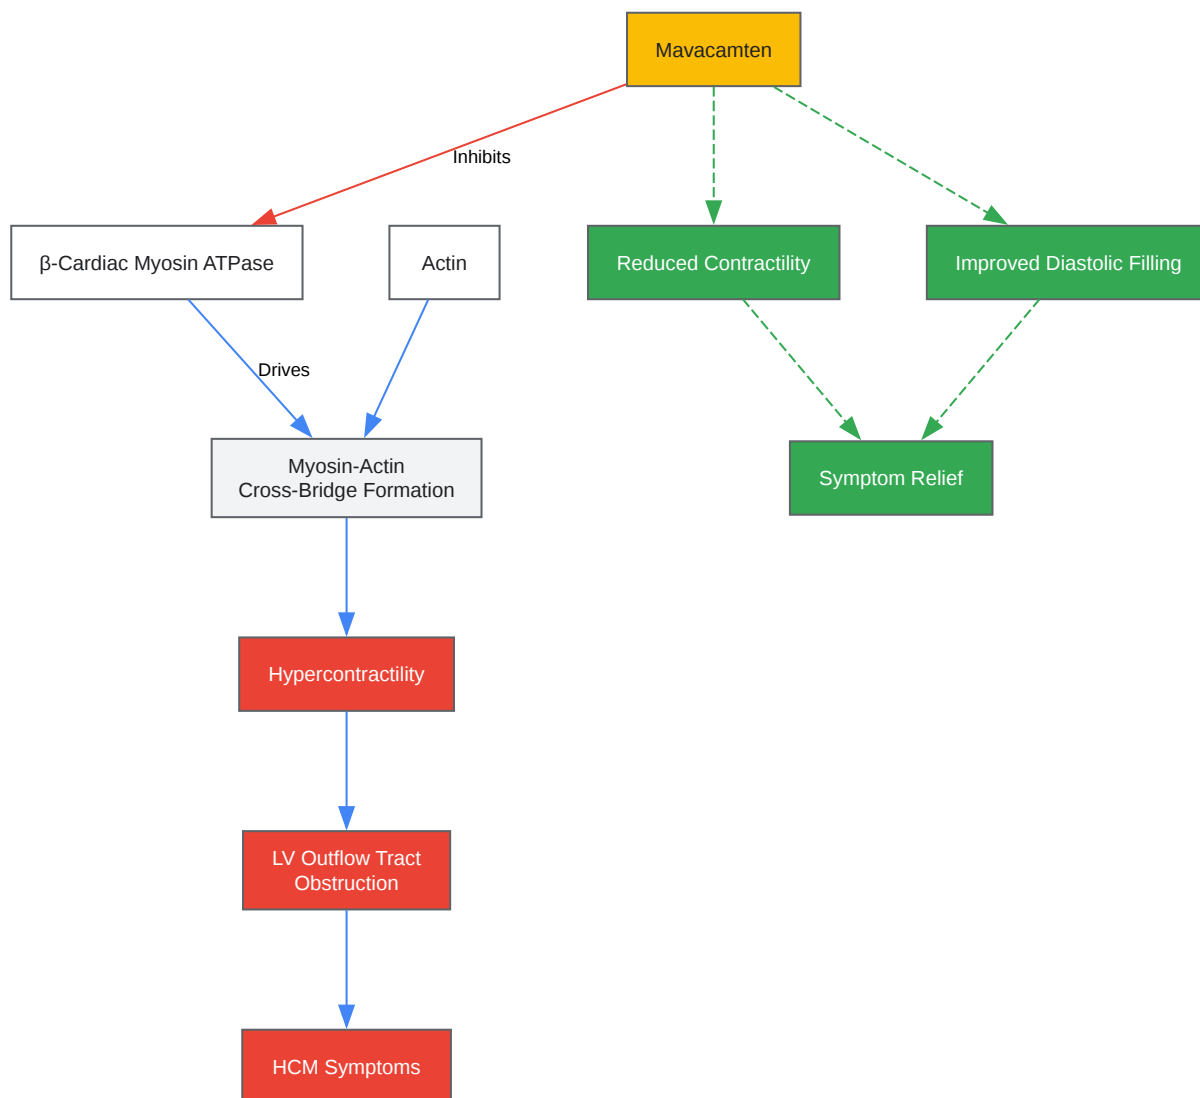 Mavacamten
Inhibits
β-Cardiac Myosin ATPase
Actin
Reduced Contractility
Improved Diastolic Filling
Drives
Myosin-Actin
Cross-Bridge Formation
Symptom Relief
Hypercontractility
LV Outflow Tract
Obstruction
HCM Symptoms